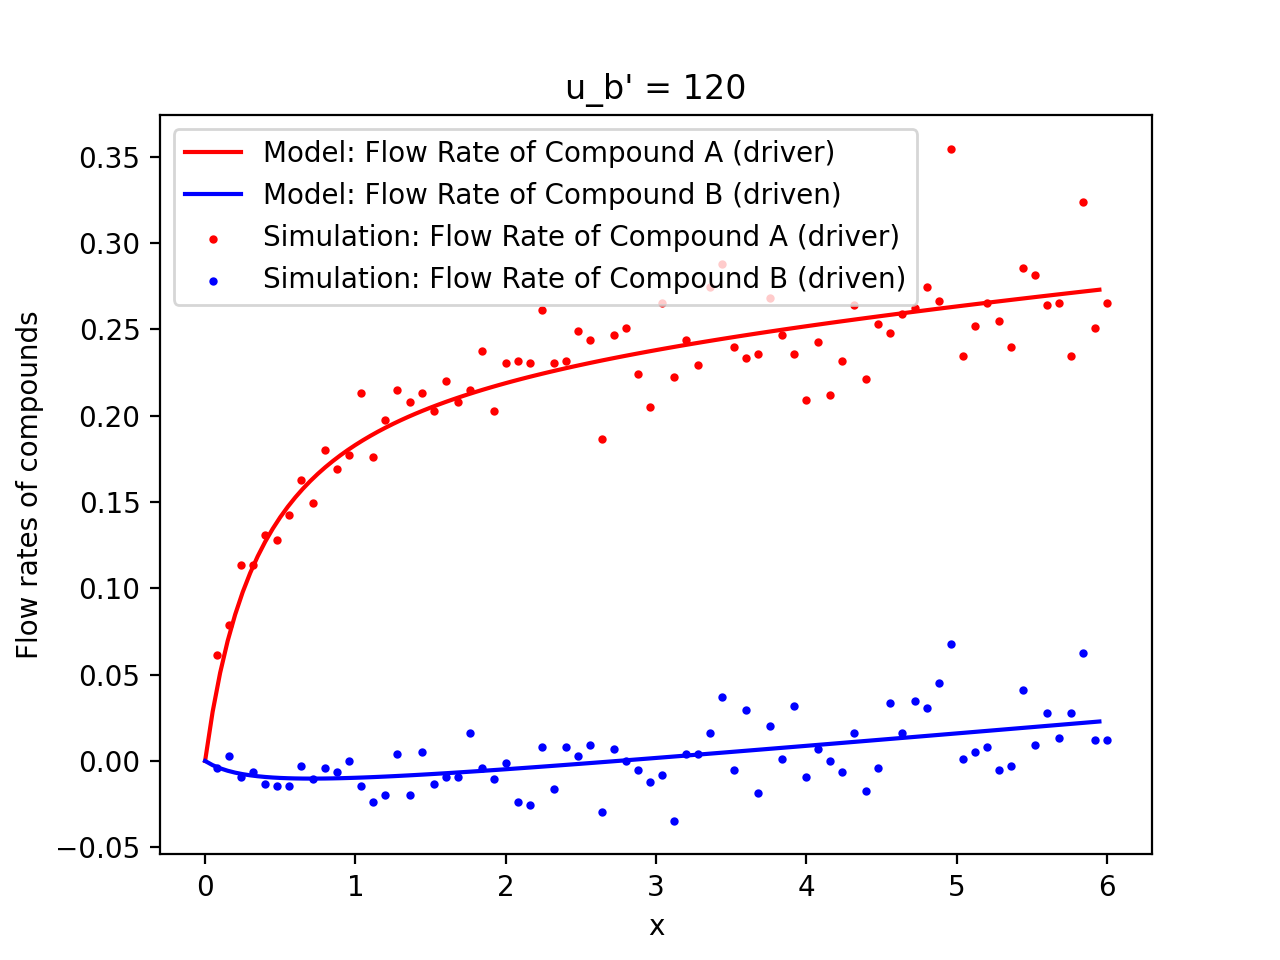 u_b' = 120
Model: Flow Rate of Compound A (driver)
Model: Flow Rate of Compound B (driven)
Simulation: Flow Rate of Compound A (driver)
Simulation: Flow Rate of Compound B (driven)
Flow rates of compounds
0.35
0.30
0.25
0.20
0.15
0.10
0.05
0.00
−0.05
0 1 2 3 4 5 6
x